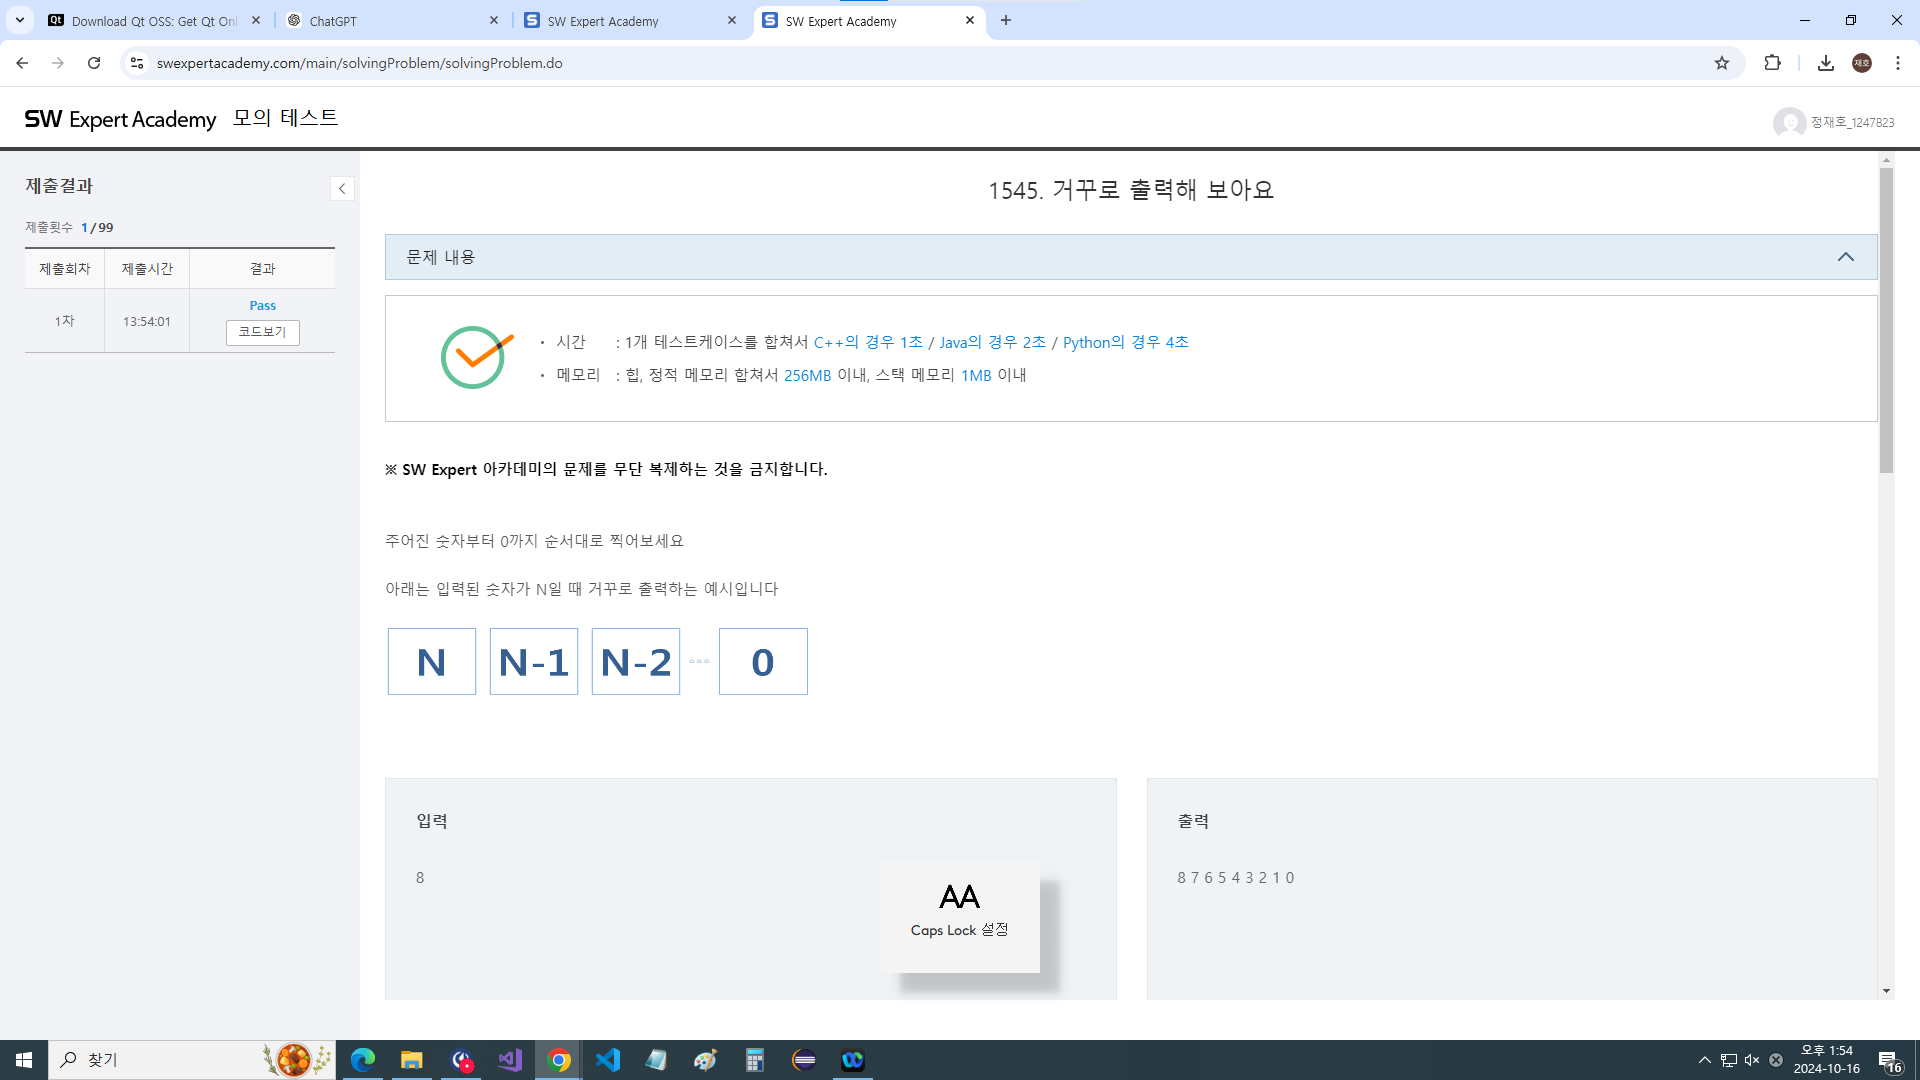 Download Qt OSS: Get Qt Onl
ChatGPT
SW Expert Academy
SW Expert Academy
swexpertacademy.com/main/solvingProblem/solvingProblem.do
재호
SW Expert Academy 모의 테스트
정재호_1247823
제출결과
제출횟수 1 / 99
제출회차 제출시간 결과
1차 13:54:01 Pass
코드보기
1545. 거꾸로 출력해 보아요
문제 내용
• 시간 : 1개 테스트케이스를 합쳐서 C++의 경우 1초 / Java의 경우 2초 / Python의 경우 4초
• 메모리 : 힙, 정적 메모리 합쳐서 256MB 이내, 스택 메모리 1MB 이내
※ SW Expert 아카데미의 문제를 무단 복제하는 것을 금지합니다.
주어진 숫자부터 0까지 순서대로 찍어보세요
아래는 입력된 숫자가 N일 때 거꾸로 출력하는 예시입니다
N N-1 N-2 0
입력
8
출력
8 7 6 5 4 3 2 1 0
AA
Caps Lock 설정
찾기
오후 1:54
2024-10-16
16